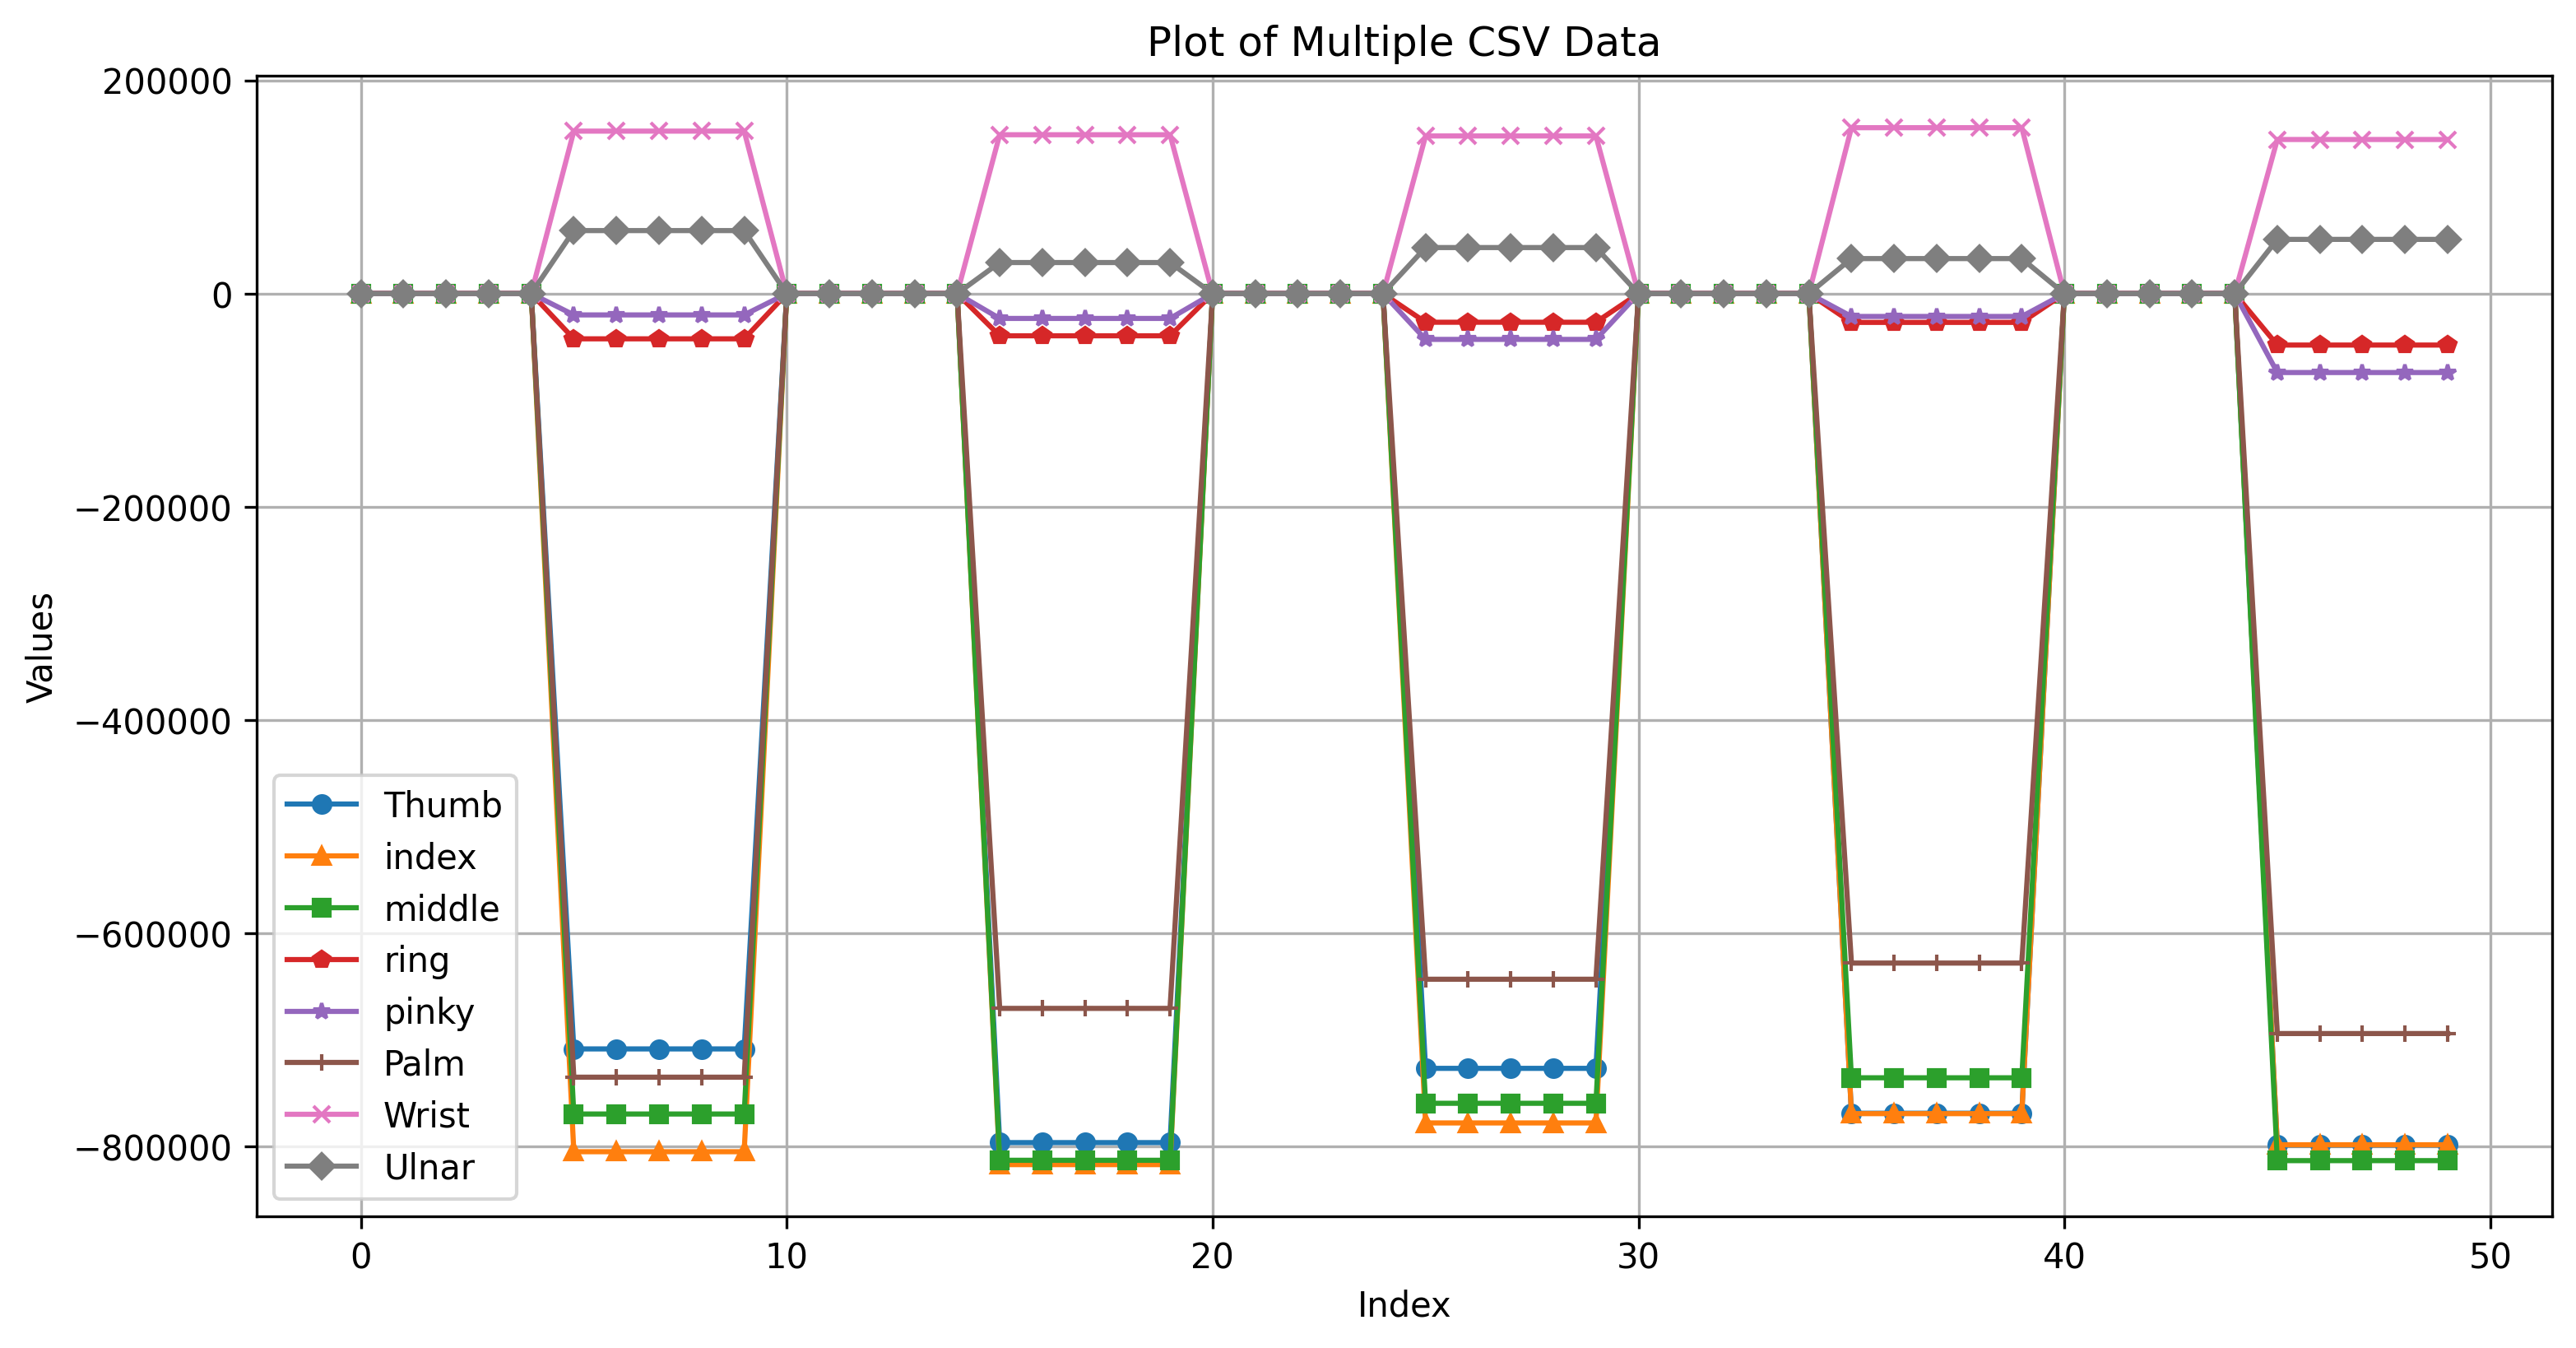 Plot of Multiple CSV Data
200000
0
−200000
−400000
−600000
−800000
Values
Thumb
index
middle
ring
pinky
Palm
Wrist
Ulnar
0 10 20 30 40 50
Index